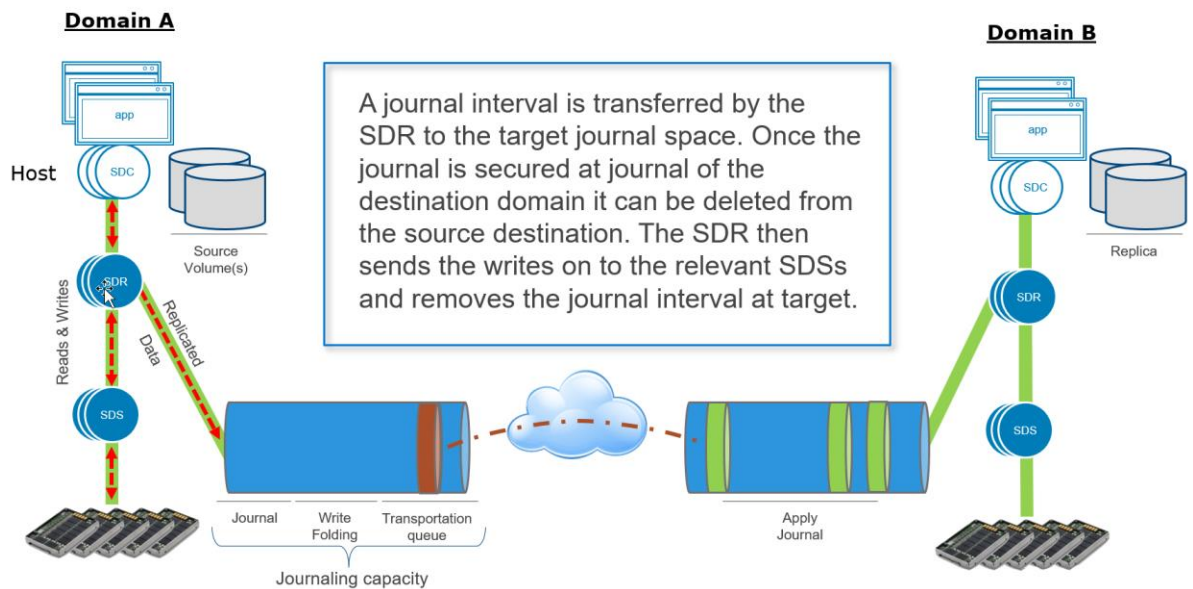 Domain A
Domain B
app
app
Host
SDC
SDC
A journal interval is transferred by the
SDR to the target journal space. Once the
journal is secured at journal of the
destination domain it can be deleted from
the source destination. The SDR then
sends the writes on to the relevant SDSs
and removes the journal interval at target.
Source
Volume(s)
Replica
SDR
SDR
Reads & Writes
Replicated
Data
SDS
SDS
Journal
Write
Folding
Transportation
queue
Apply
Journal
Journaling capacity